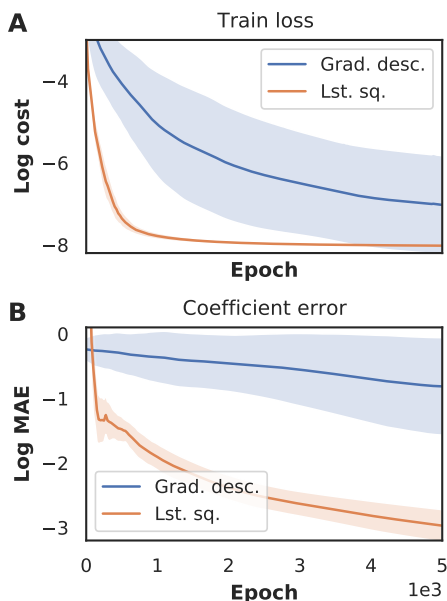 A
Train loss
Log cost
−4
−6
−8
Grad. desc.
Lst. sq.
Epoch
B
Coefficient error
Log MAE
0
−1
−2
−3
Grad. desc.
Lst. sq.
0 1 2 3 4 5
1e3
Epoch